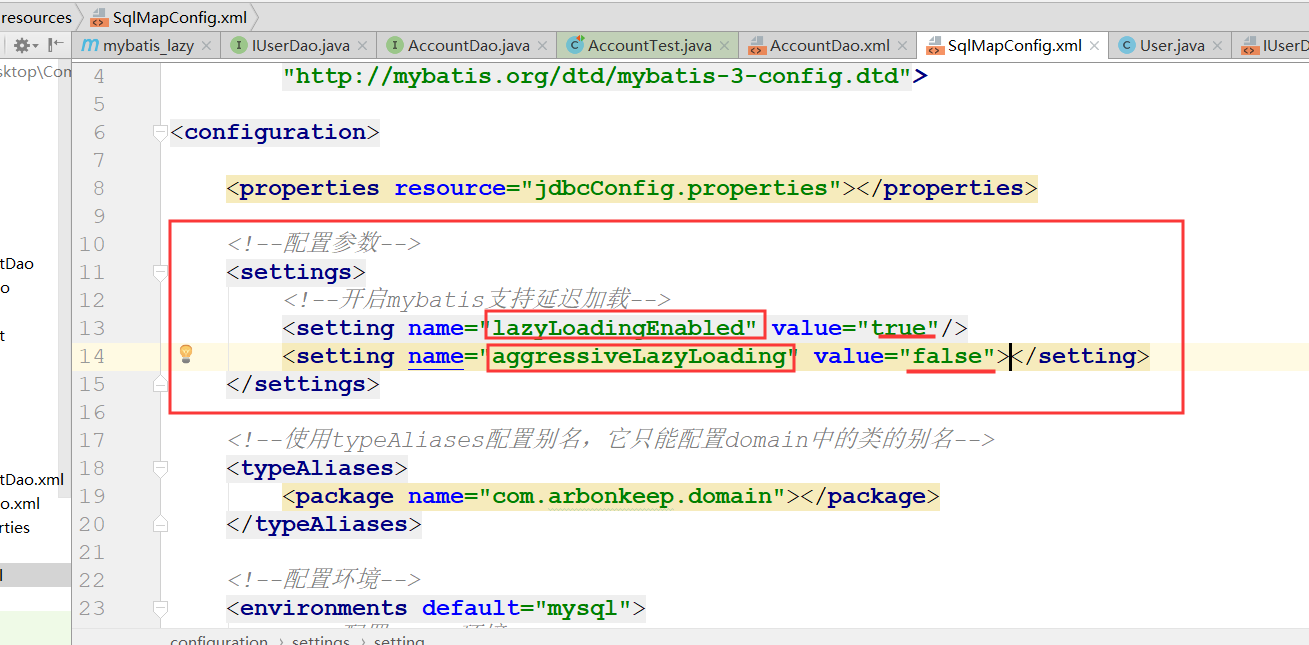 resources SqlMapConfig.xml
mybatis_lazy IUserDao.java AccountDao.java AccountTest.java AccountDao.xml SqlMapConfig.xml User.java IUserD
sktop\Com
4 "http://mybatis.org/dtd/mybatis-3-config.dtd">
5
6 <configuration>
7
8 <properties resource="jdbcConfig.properties"></properties>
9
10 <!--配置参数-->
11 <settings>
12 <!--开启mybatis支持延迟加载-->
13 <setting name="lazyLoadingEnabled" value="true"/>
14 <setting name="aggressiveLazyLoading" value="false"></setting>
15 </settings>
16
17 <!--使用typeAliases配置别名，它只能配置domain中的类的别名-->
18 <typeAliases>
19 <package name="com.arbonkeep.domain"></package>
20 </typeAliases>
21
22 <!--配置环境-->
23 <environments default="mysql">
tDao
o
t
tDao.xml
o.xml
rties
l
configuration › settings › setting